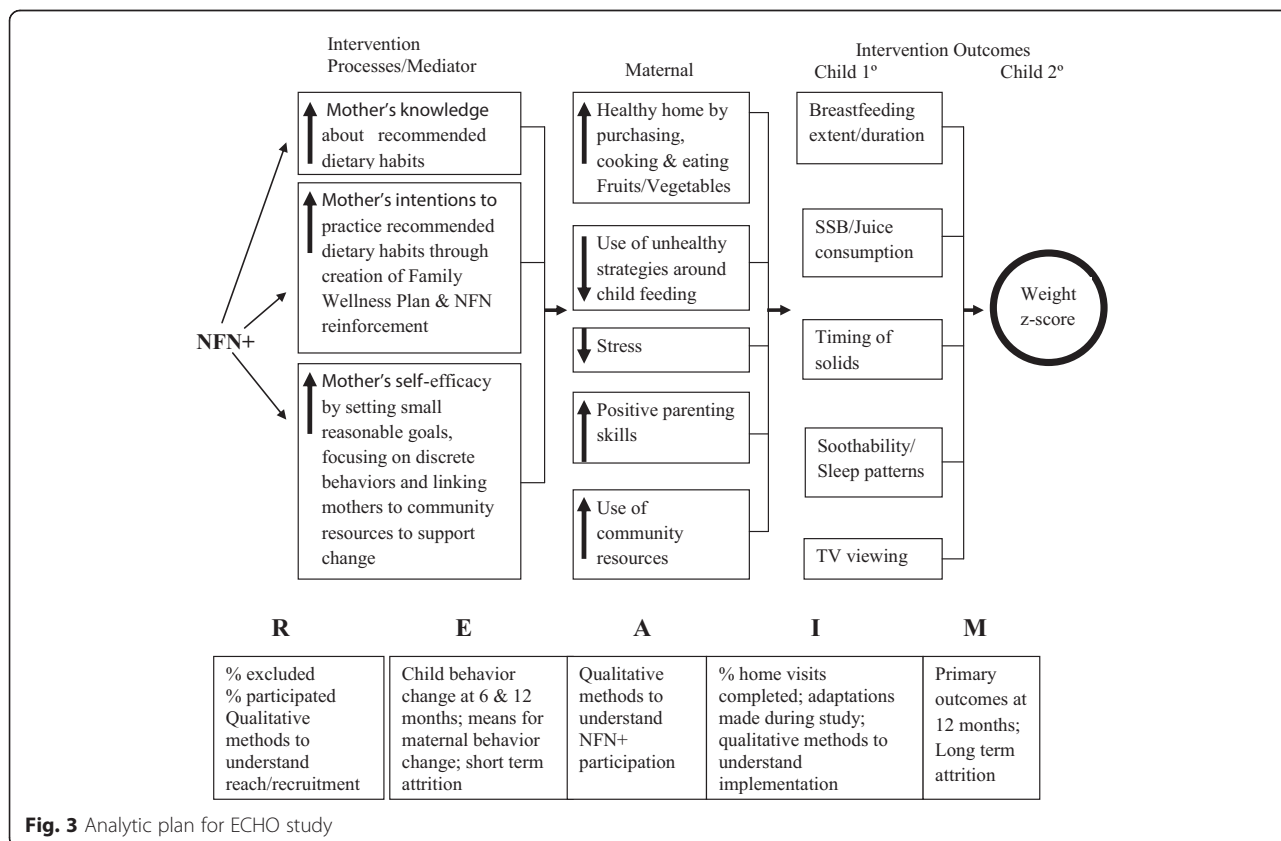 Intervention
Processes/Mediator
Maternal
Intervention Outcomes
Child 1º
Child 2º
NFN+
Mother's knowledge
about recommended
dietary habits
Mother's intentions to
practice recommended
dietary habits through
creation of Family
Wellness Plan & NFN
reinforcement
Mother's self-efficacy
by setting small
reasonable goals,
focusing on discrete
behaviors and linking
mothers to community
resources to support
change
Healthy home by
purchasing,
cooking & eating
Fruits/Vegetables
Use of unhealthy
strategies around
child feeding
Stress
Positive parenting
skills
Use of
community
resources
Breastfeeding
extent/duration
SSB/Juice
consumption
Timing of
solids
Soothability/
Sleep patterns
TV viewing
Weight
z-score
R
% excluded
% participated
Qualitative
methods to
understand
reach/recruitment
E
Child behavior
change at 6 & 12
months; means for
maternal behavior
change; short term
attrition
A
Qualitative
methods to
understand
NFN+
participation
I
% home visits
completed; adaptations
made during study;
qualitative methods to
understand
implementation
M
Primary
outcomes at
12 months;
Long term
attrition
Fig. 3 Analytic plan for ECHO study